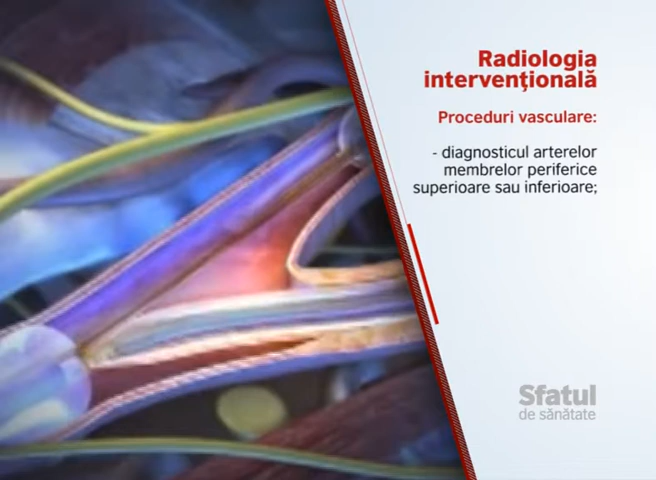 Radiologia
intervenţională
Proceduri vasculare:
- diagnosticul arterelor
membrelor periferice
superioare sau inferioare;
Sfatul
de sănătate